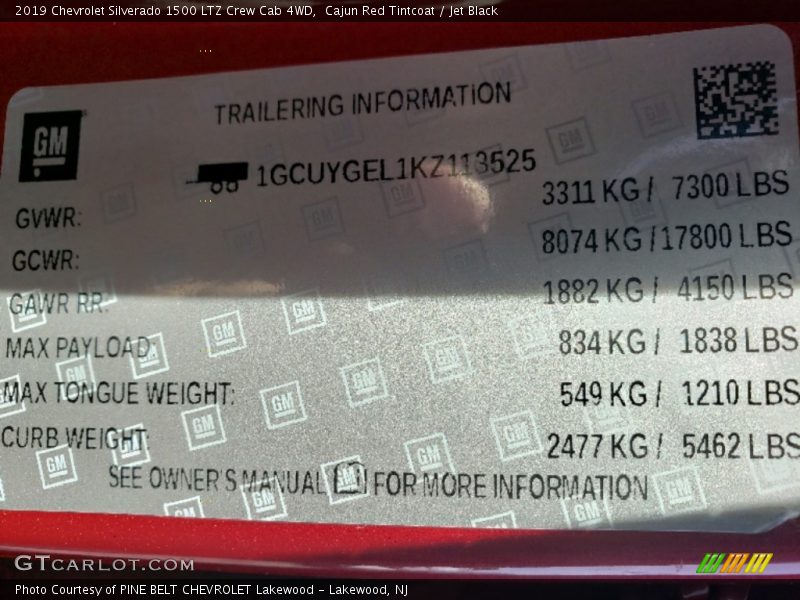 2019 Chevrolet Silverado 1500 LTZ Crew Cab 4WD, Cajun Red Tintcoat / Jet Black
GM
TRAILERING INFORMATION
1GCUYGEL1KZ113525
GVWR: 3311 KG / 7300 LBS
GCWR: 8074 KG / 17800 LBS
GAWR RR: 1882 KG / 4150 LBS
MAX PAYLOAD: 834 KG / 1838 LBS
MAX TONGUE WEIGHT: 549 KG / 1210 LBS
CURB WEIGHT 2477 KG / 5462 LBS
SEE OWNER'S MANUAL FOR MORE INFORMATION
GTCARLOT.COM
Photo Courtesy of PINE BELT CHEVROLET Lakewood - Lakewood, NJ